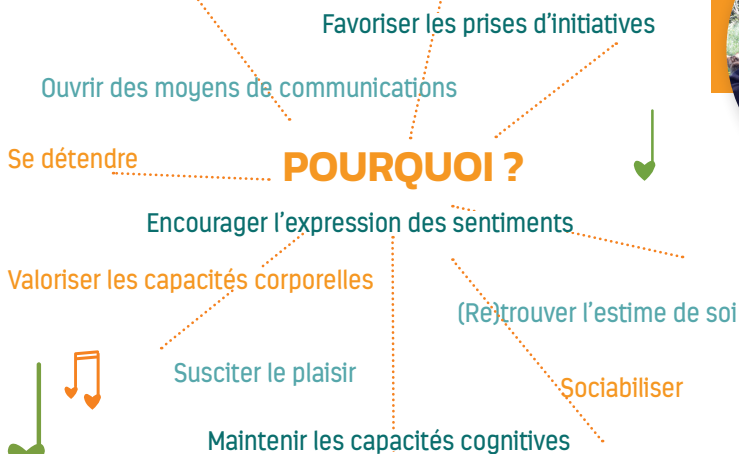 Favoriser les prises d'initiatives
Ouvrir des moyens de communications
Se détendre
POURQUOI ?
Encourager l'expression des sentiments
Valoriser les capacités corporelles
(Re)trouver l'estime de soi
Susciter le plaisir
Sociabiliser
Maintenir les capacités cognitives